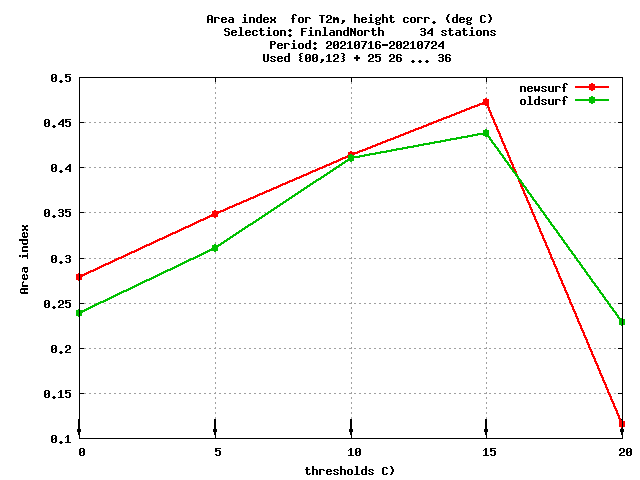 Area index  for T2m, height corr. (deg C)
Selection: FinlandNorth     34 stations
Period: 20210716-20210724
Used {00,12} + 25 26 ... 36
newsurf
oldsurf
0.5
0.45
0.4
0.35
0.3
0.25
0.2
0.15
0.1
Area index
0 5 10 15 20
thresholds C)